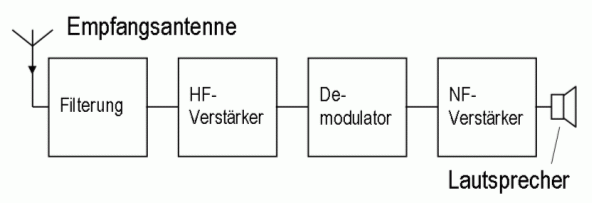 Empfangsantenne
Filterung
HF-
Verstärker
De-
modulator
NF-
Verstärker
Lautsprecher